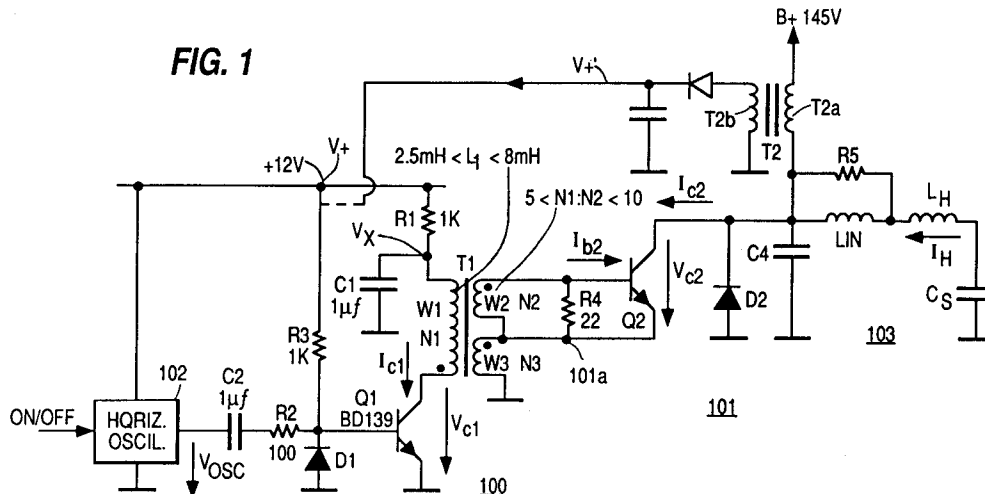 FIG. 1
B+ 145V
V+'
T2b
T2
T2a
V+
+12V
2.5mH < L1 < 8mH
5 < N1:N2 < 10
R1
1K
VX
C1
1μf
T1
W1
N1
W2
N2
W3
N3
R4
22
Ib2
Ic2
Q2
Vc2
101a
D2
C4
R5
LIN
LH
IH
CS
103
101
R3
1K
Ic1
Q1
BD139
Vc1
102
C2
1μf
R2
100
D1
ON/OFF
HQRIZ.
OSCIL.
VOSC
100